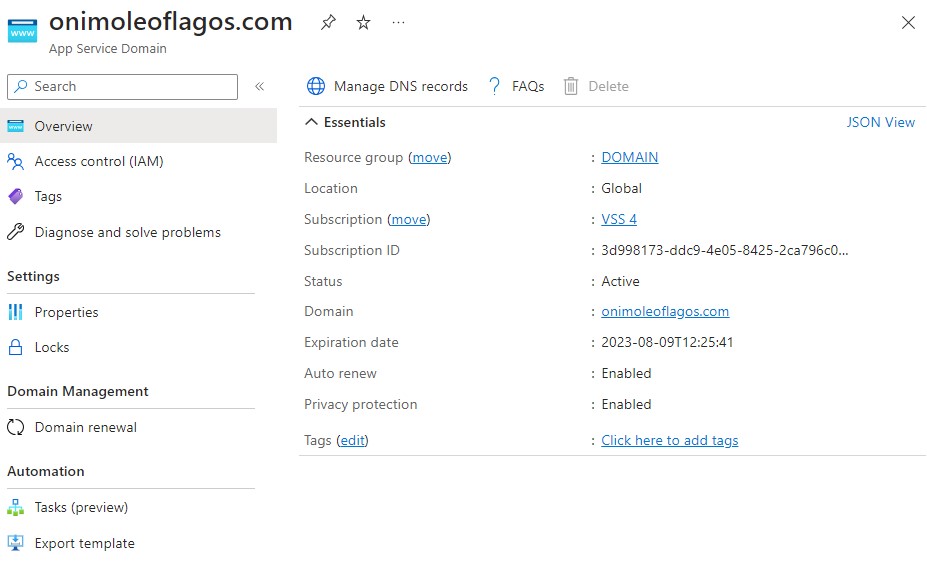 onimoleoflagos.com
App Service Domain
Search
Overview
Access control (IAM)
Tags
Diagnose and solve problems
Settings
Properties
Locks
Domain Management
Domain renewal
Automation
Tasks (preview)
Export template
Manage DNS records FAQs Delete
Essentials JSON View
Resource group (move) : DOMAIN
Location : Global
Subscription (move) : VSS 4
Subscription ID : 3d998173-ddc9-4e05-8425-2ca796c0...
Status : Active
Domain : onimoleoflagos.com
Expiration date : 2023-08-09T12:25:41
Auto renew : Enabled
Privacy protection : Enabled
Tags (edit) : Click here to add tags